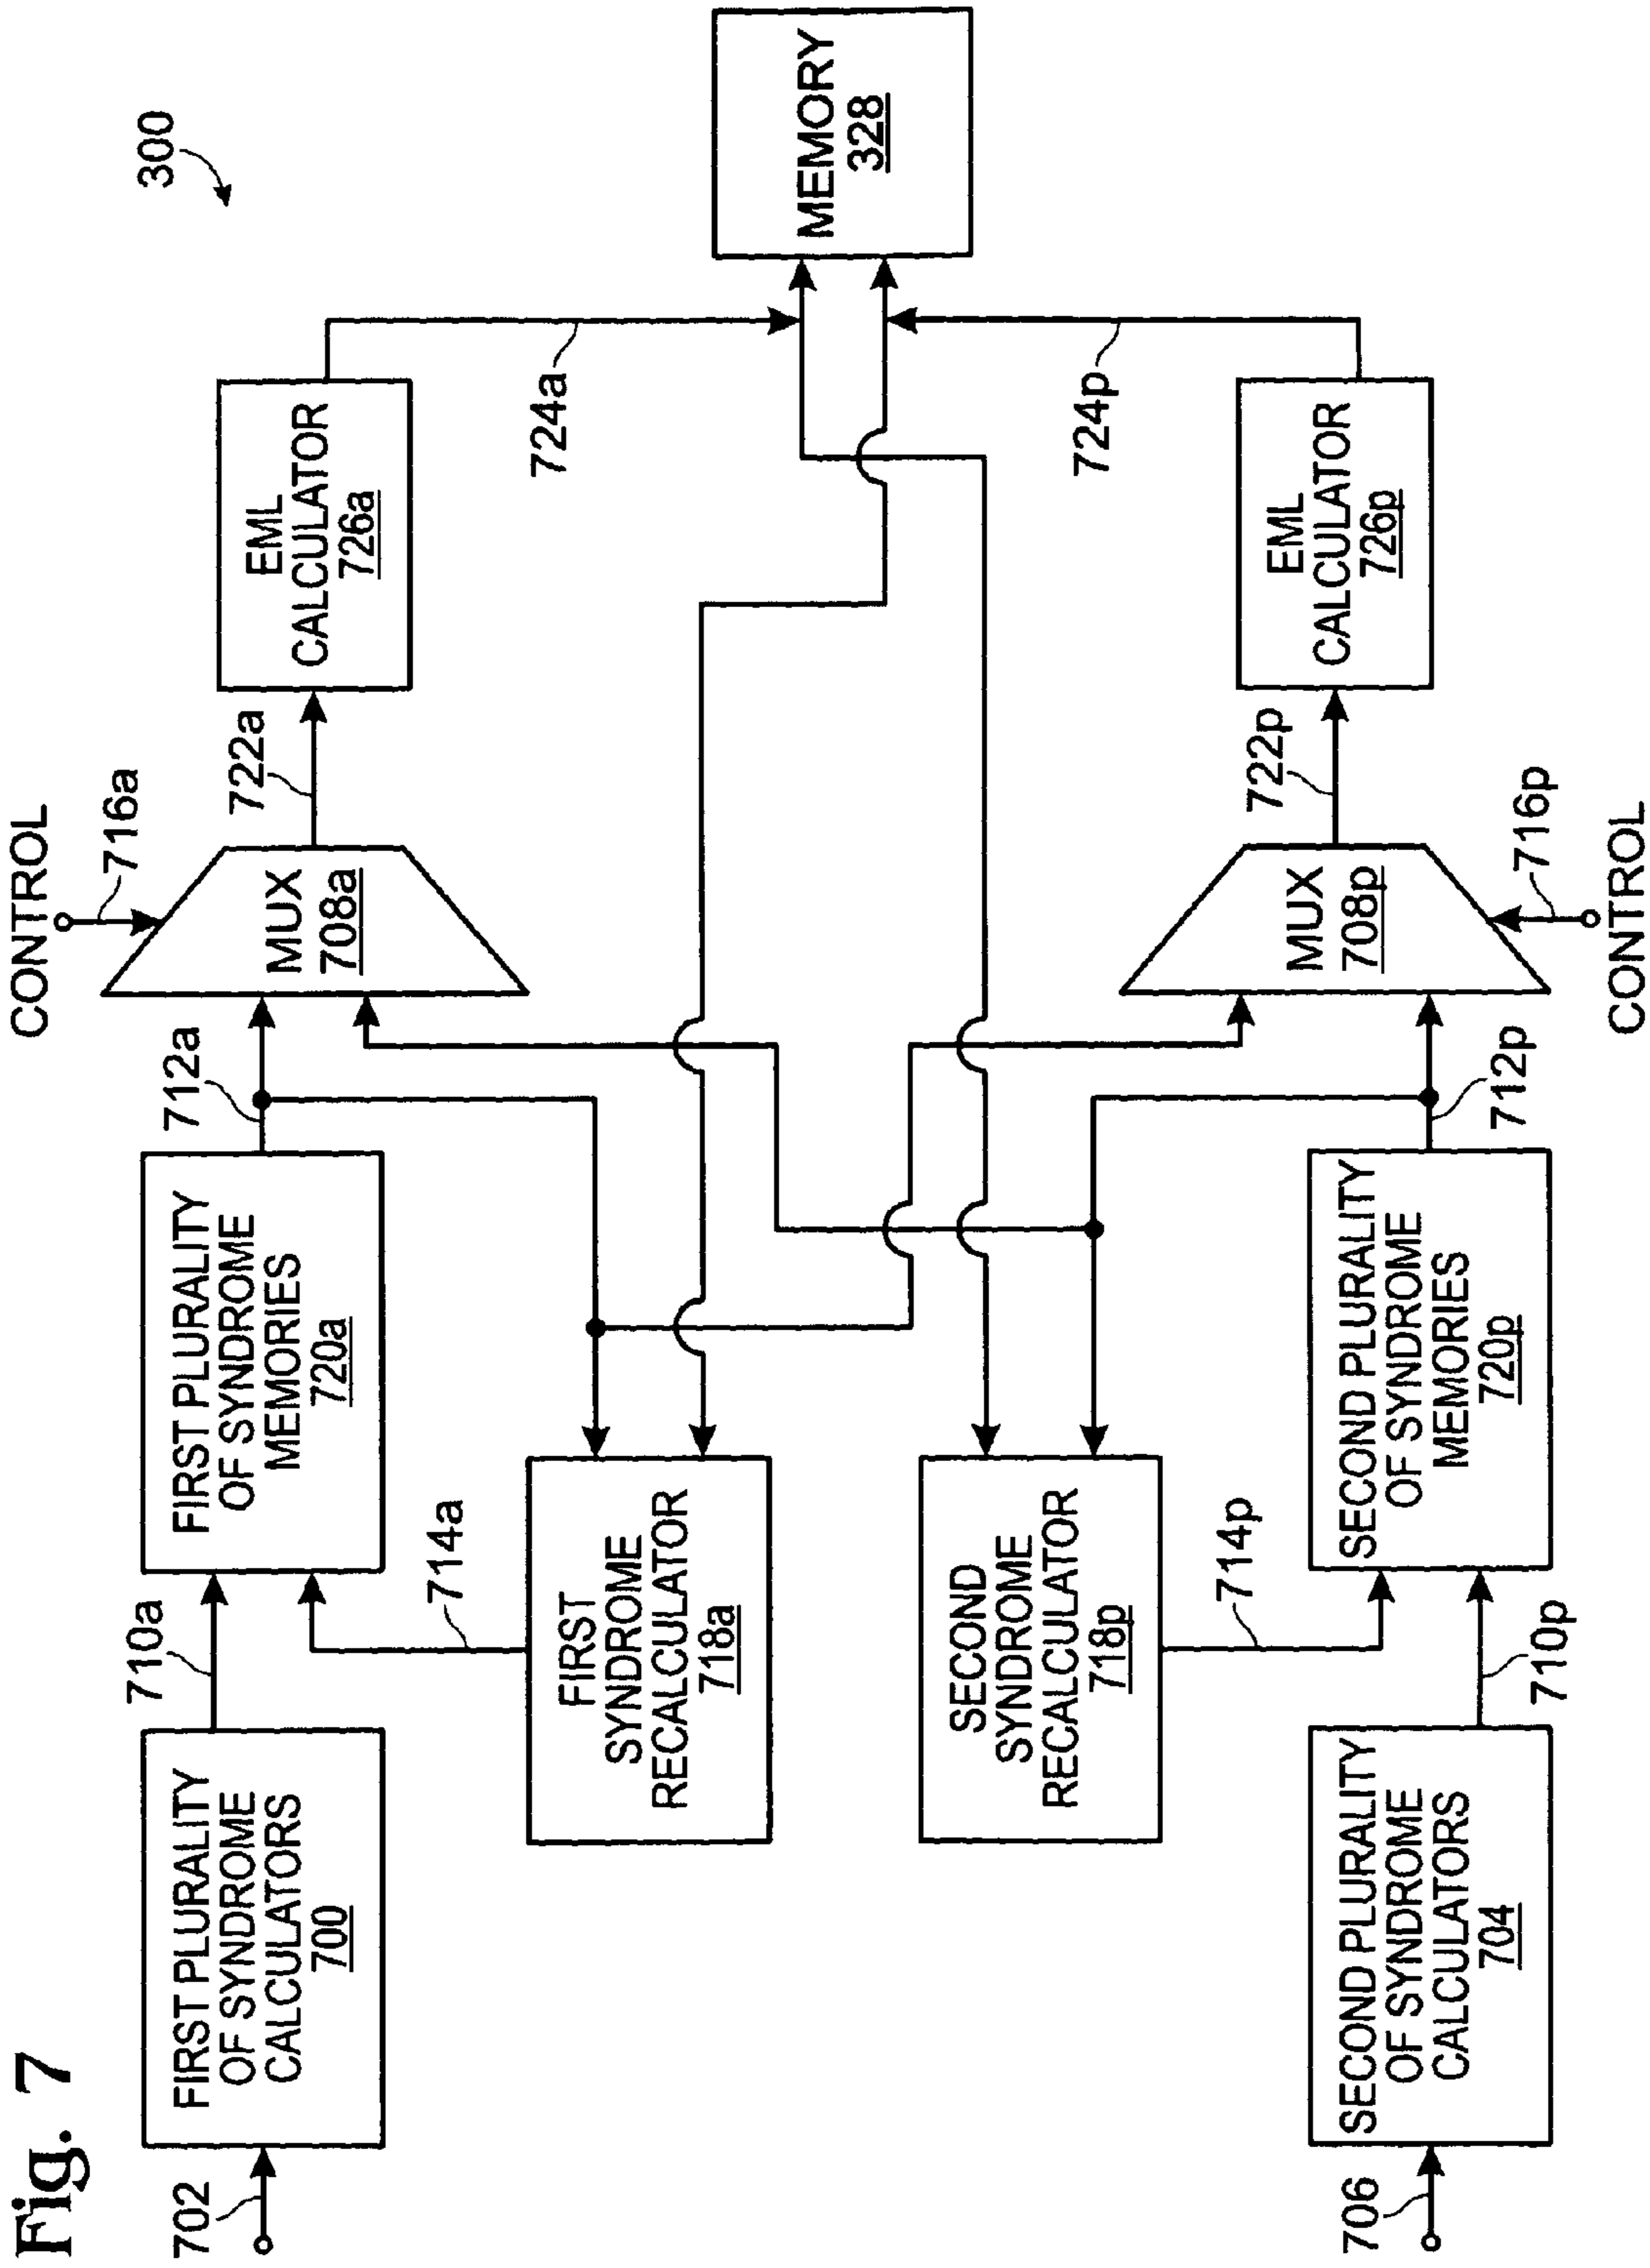 Fig. 7
300
702
FIRST PLURALITY
OF SYNDROME
CALCULATORS
700
710a
FIRST PLURALITY
OF SYNDROME
MEMORIES
720a
712a
CONTROL
716a
MUX
708a
722a
EML
CALCULATOR
726a
724a
MEMORY
328
FIRST
SYNDROME
RECALCULATOR
718a
714a
SECOND
SYNDROME
RECALCULATOR
718p
714p
706
SECOND PLURALITY
OF SYNDROME
CALCULATORS
704
710p
SECOND PLURALITY
OF SYNDROME
MEMORIES
720p
712p
MUX
708p
716p
CONTROL
722p
EML
CALCULATOR
726p
724p